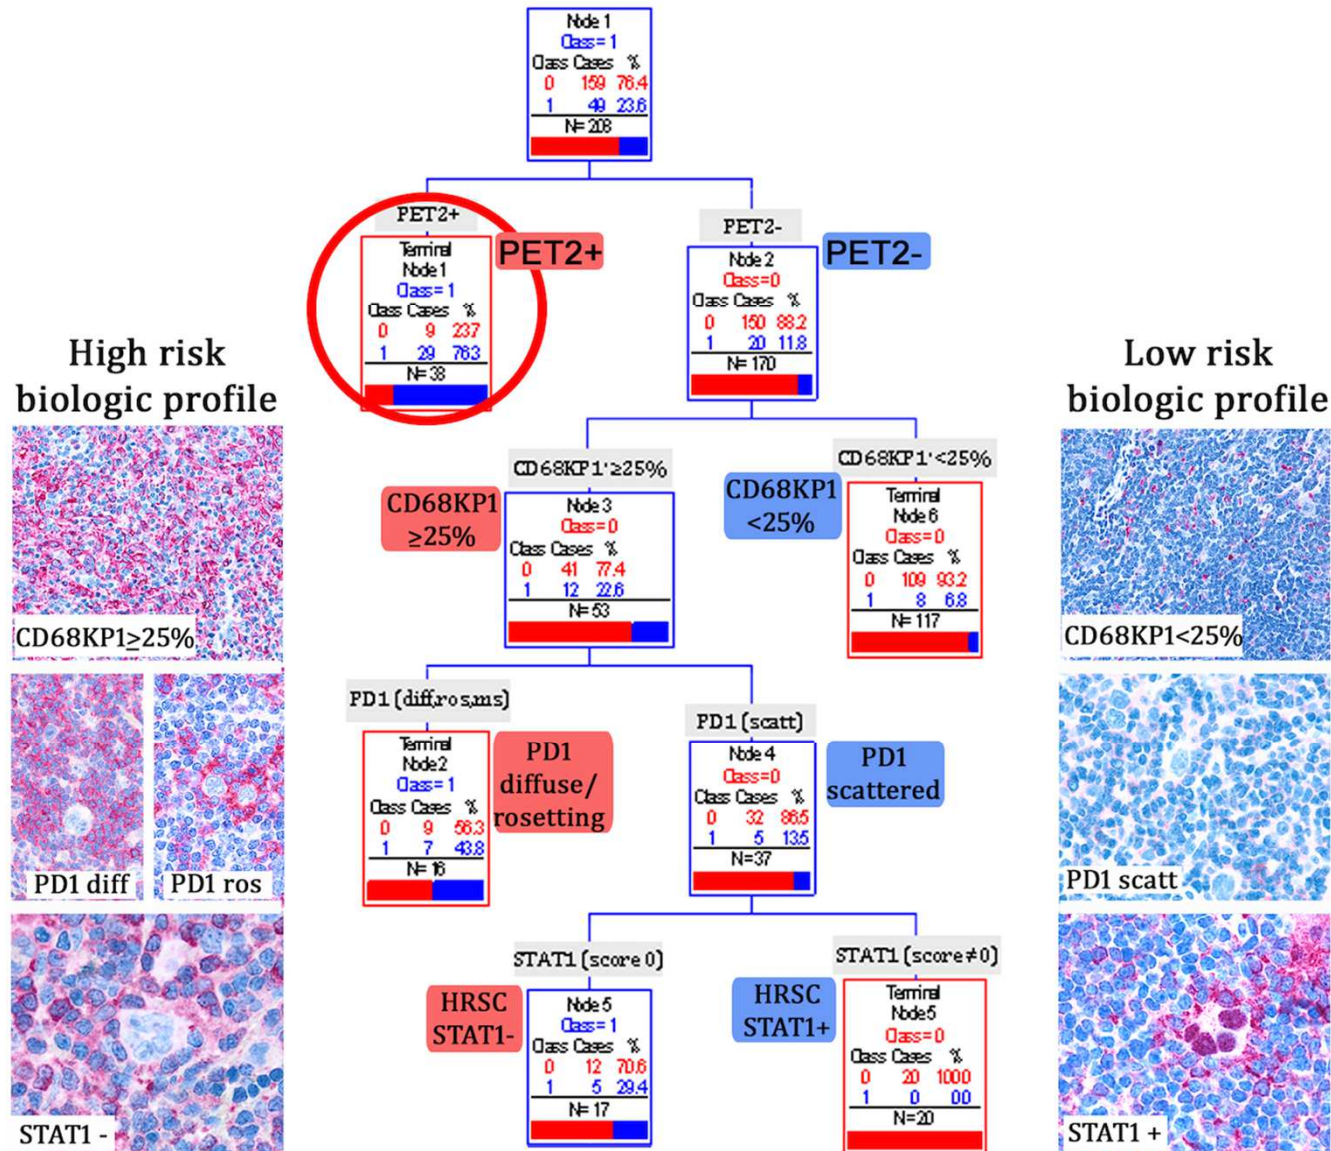 Node 1
Class= 1
Class Cases %
0 159 76.4
1 49 23.6
N= 208
PET2+
PET2+
Terminal
Node 1
Class= 1
Class Cases %
0 9 237
1 29 763
N= 38
PET2-
PET2-
Node 2
Class=0
Class Cases %
0 150 88.2
1 20 11.8
N= 170
High risk
biologic profile
Low risk
biologic profile
CD68KP1'≥25%
CD68KP1
≥25%
Node 3
Class=0
Class Cases %
0 41 77.4
1 12 22.6
N= 53
CD68KP1'<25%
CD68KP1
<25%
Terminal
Node 6
Class=0
Class Cases %
0 109 93.2
1 8 6.8
N= 117
CD68KP1≥25%
CD68KP1<25%
PD1 (diff,ros,ms)
Terminal
Node 2
Class= 1
Class Cases %
0 9 56.3
1 7 43.8
N= 16
PD1
diffuse/
rosetting
PD1 (scatt)
Node 4
Class=0
Class Cases %
0 32 86.5
1 5 13.5
N=37
PD1
scattered
PD1 diff
PD1 ros
PD1 scatt
STAT1 (score 0)
HRSC
STAT1-
Node 5
Class= 1
Class Cases %
0 12 70.6
1 5 29.4
N= 17
STAT1 (score≠0)
HRSC
STAT1+
Terminal
Node 5
Class=0
Class Cases %
0 20 1000
1 0 00
N=20
STAT1 -
STAT1 +